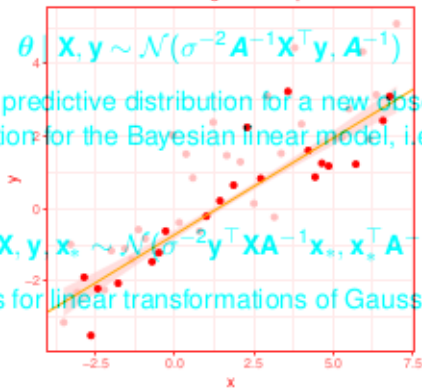 θ | X, y ∼ 𝒩(σ⁻²A⁻¹X⊤y, A⁻¹)
predictive distribution for a new obs
tion for the Bayesian linear model, i.e
X, y, x∗ ∼ 𝒩(σ⁻²y⊤XA⁻¹x∗, x∗⊤A⁻
s for linear transformations of Gauss
y
4
2
0
−2
−2.5 0.0 2.5 5.0 7.5
x